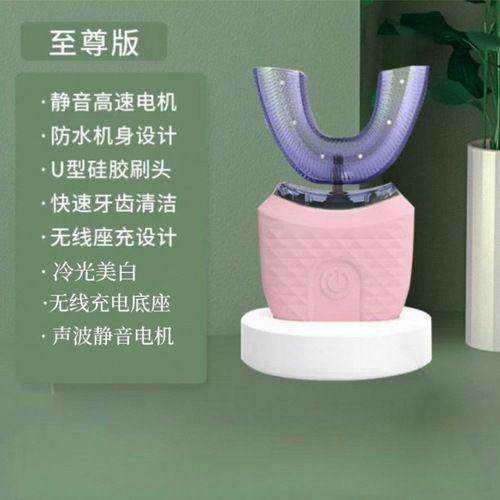 至尊版
·静音高速电机
·防水机身设计
·U型硅胶刷头
·快速牙齿清洁
·无线座充设计
·冷光美白
·无线充电底座
·声波静音电机